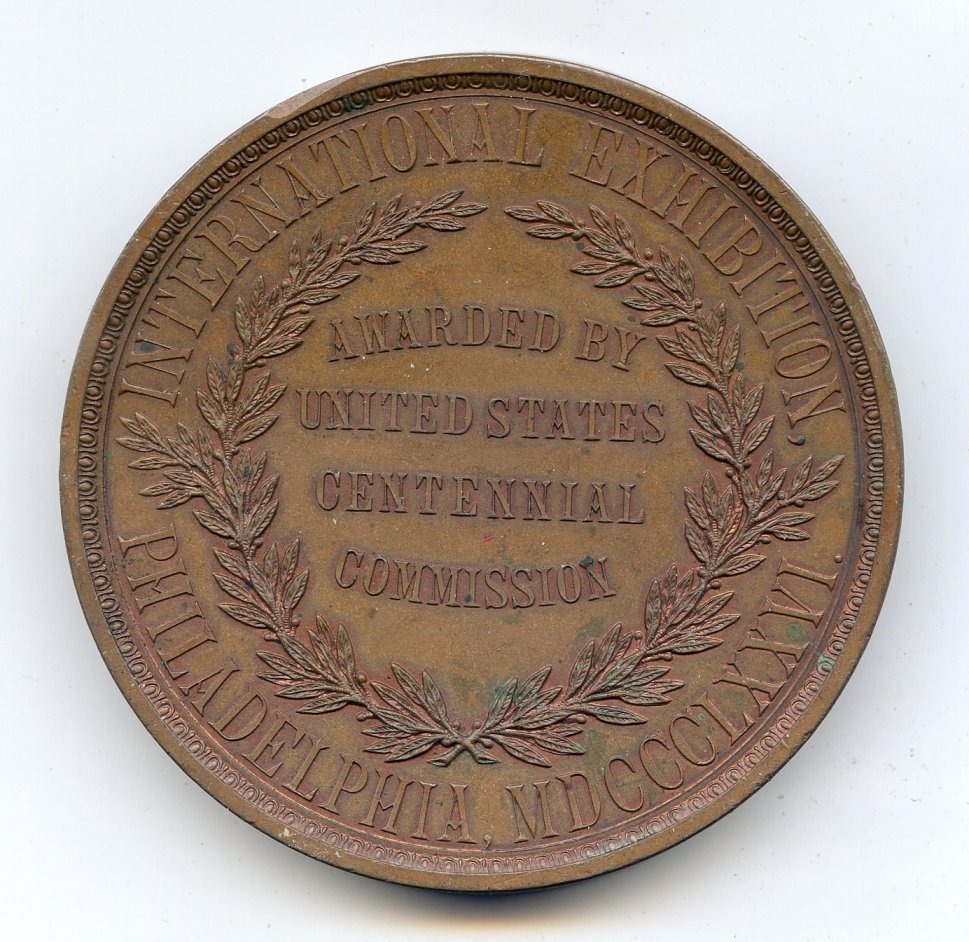 INTERNATIONAL EXHIBITION,
PHILADELPHIA, MDCCCLXXVI.
AWARDED BY
UNITED STATES
CENTENNIAL
COMMISSION